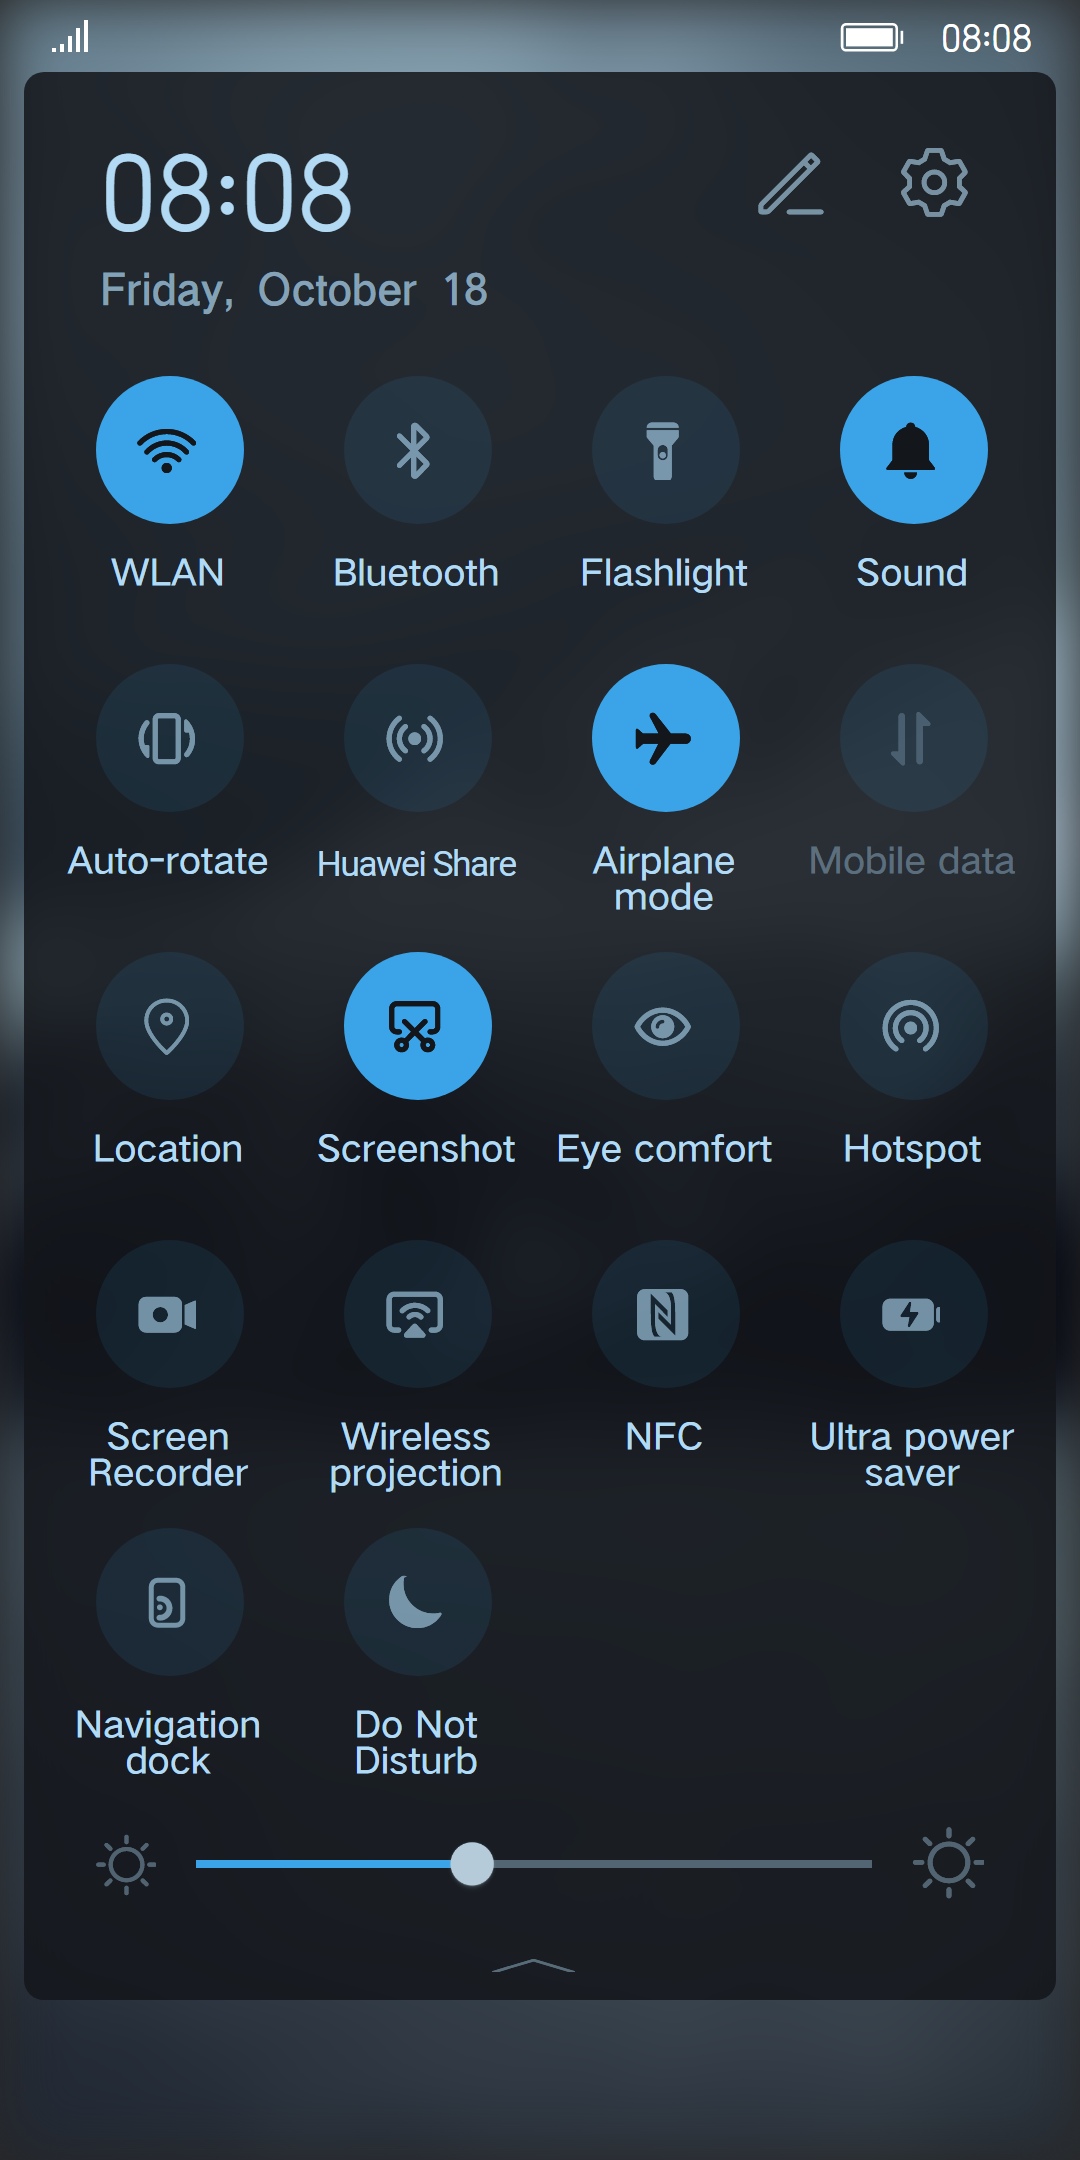 08:08
08:08
Friday, October 18
WLAN
Bluetooth
Flashlight
Sound
Auto-rotate
Huawei Share
Airplane
mode
Mobile data
Location
Screenshot
Eye comfort
Hotspot
Screen
Recorder
Wireless
projection
NFC
Ultra power
saver
Navigation
dock
Do Not
Disturb